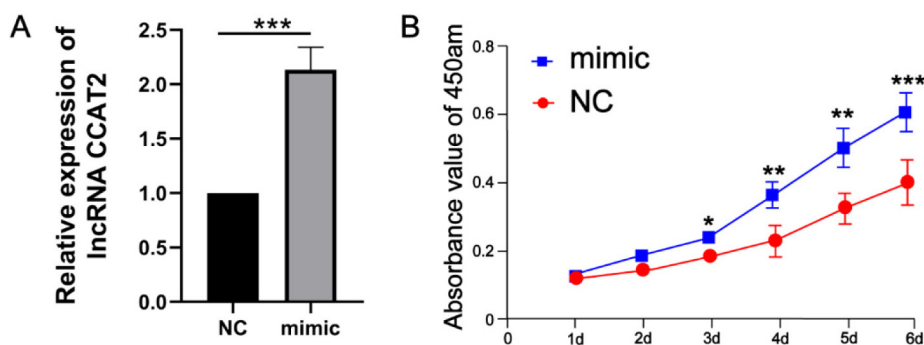 A
Relative expression of
lncRNA CCAT2
2.5
2.0
1.5
1.0
0.5
0.0
***
NC
mimic
B
Absorbance value of 450am
0.8
0.6
0.4
0.2
0
mimic
NC
*
**
**
***
0
1d
2d
3d
4d
5d
6d